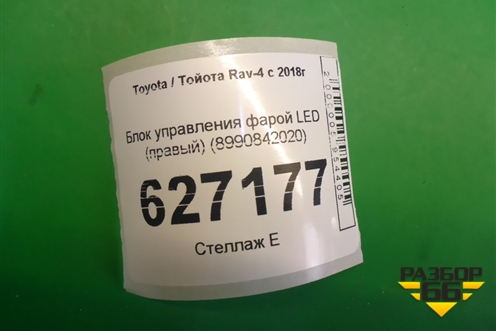 Toyota / Тойота Rav-4 с 2018г
Блок управления фарой LED
(правый) (8990842020)
627177
Стеллаж Е
РАЗБОР
66